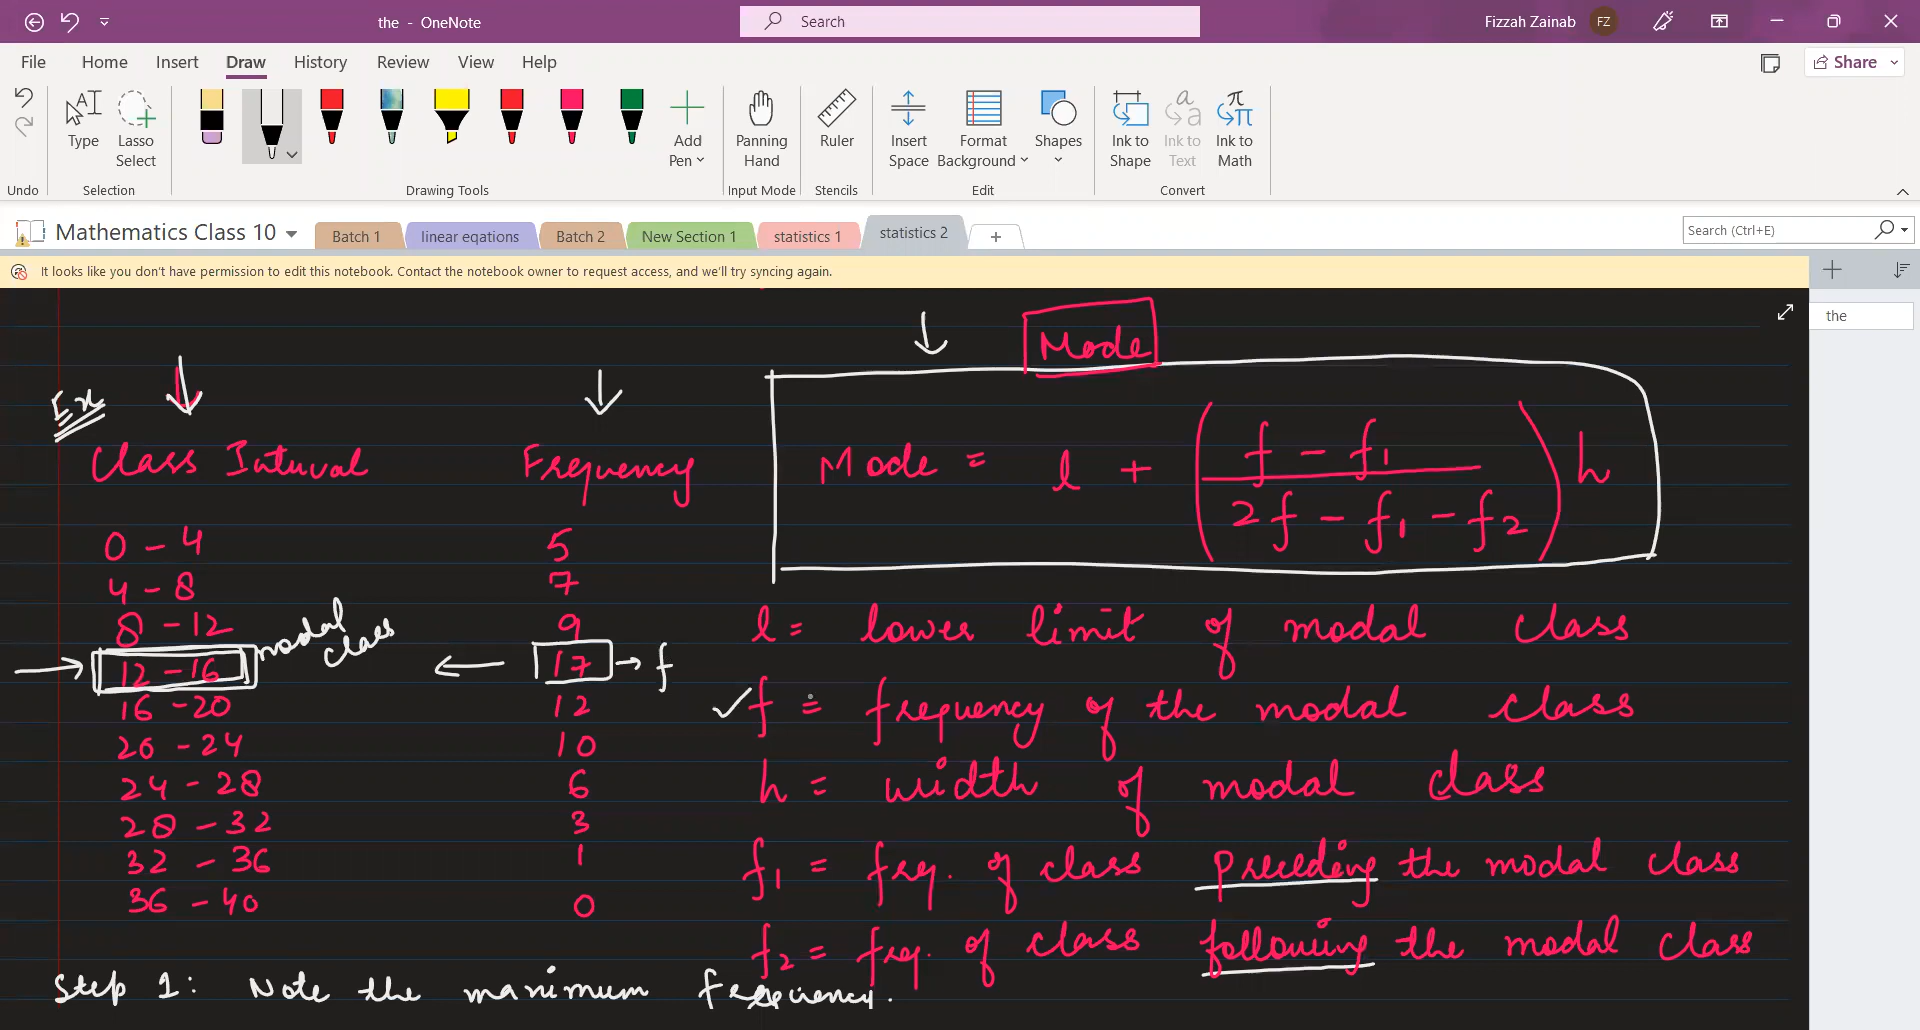 the - OneNote
Search
Fizzah Zainab FZ
File Home Insert Draw History Review View Help
Share
Type
Lasso Select
Add Pen
Panning Hand
Ruler
Insert Space
Format Background
Shapes
Ink to Shape
Ink to Text
Ink to Math
Undo Selection Drawing Tools Input Mode Stencils Edit Convert
Mathematics Class 10 Batch 1 linear eqations Batch 2 New Section 1 statistics 1 statistics 2 +
Search (Ctrl+E)
It looks like you don't have permission to edit this notebook. Contact the notebook owner to request access, and we'll try syncing again.
the
Mode
Ex
Class Interval Frequency
0 - 4 5
4 - 8 7
8 - 12 9
modal class
12 - 16 17 → f
16 - 20 12
20 - 24 10
24 - 28 6
28 - 32 3
32 - 36 1
36 - 40 0
Mode = l + (f - f1 / 2f - f1 - f2) h
l = lower limit of modal class
✓ f = frequency of the modal class
h = width of modal class
f1 = freq. of class preceding the modal class
f2 = freq. of class following the modal class
Step 1: Note the maximum frequency.